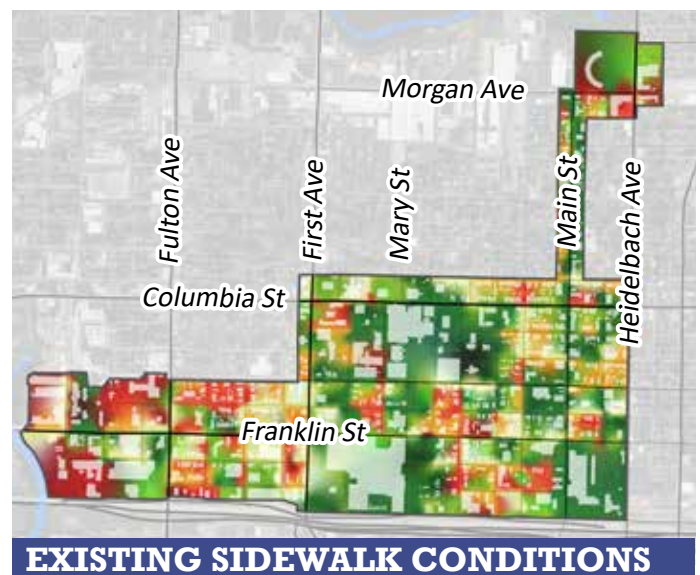 Morgan Ave
Fulton Ave
First Ave
Mary St
Main St
Heidelbach Ave
Columbia St
Franklin St
EXISTING SIDEWALK CONDITIONS